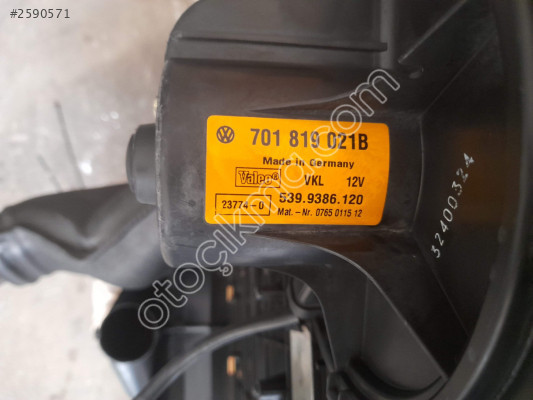 #2590571
701 819 021B
Made in Germany
Valeo VKL 12V
23774-0 539.9386.120
Mat.-Nr. 0765 0115 12
32400324
otoçıkma.com